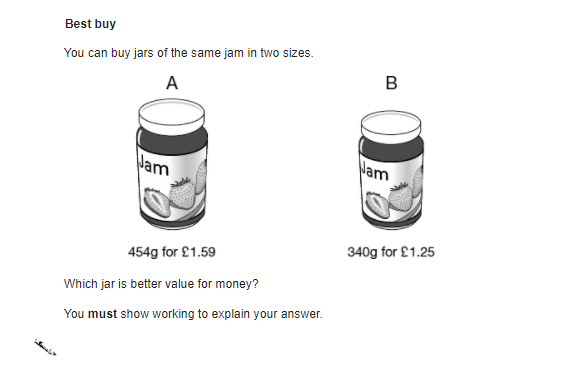 Best buy
You can buy jars of the same jam in two sizes.
A
B
Jam
Jam
454g for £1.59
340g for £1.25
Which jar is better value for money?
You must show working to explain your answer.